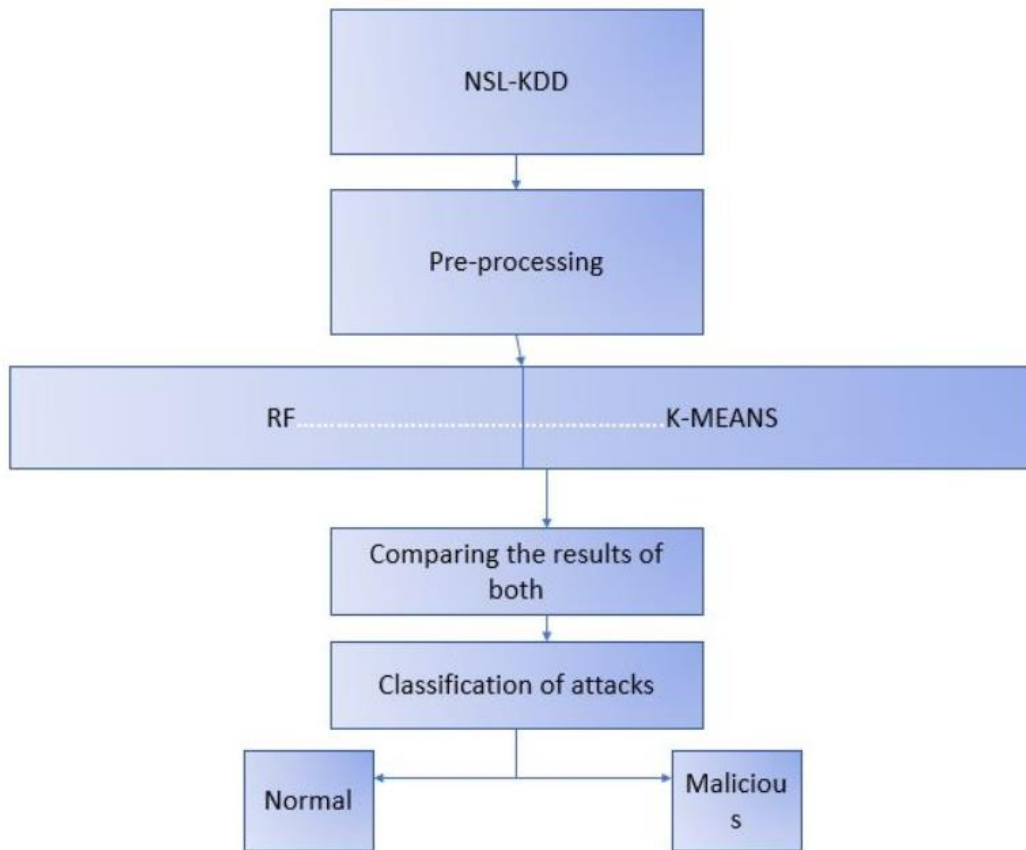 NSL-KDD
Pre-processing
RF......................................................K-MEANS
Comparing the results of
both
Classification of attacks
Normal
Maliciou
s